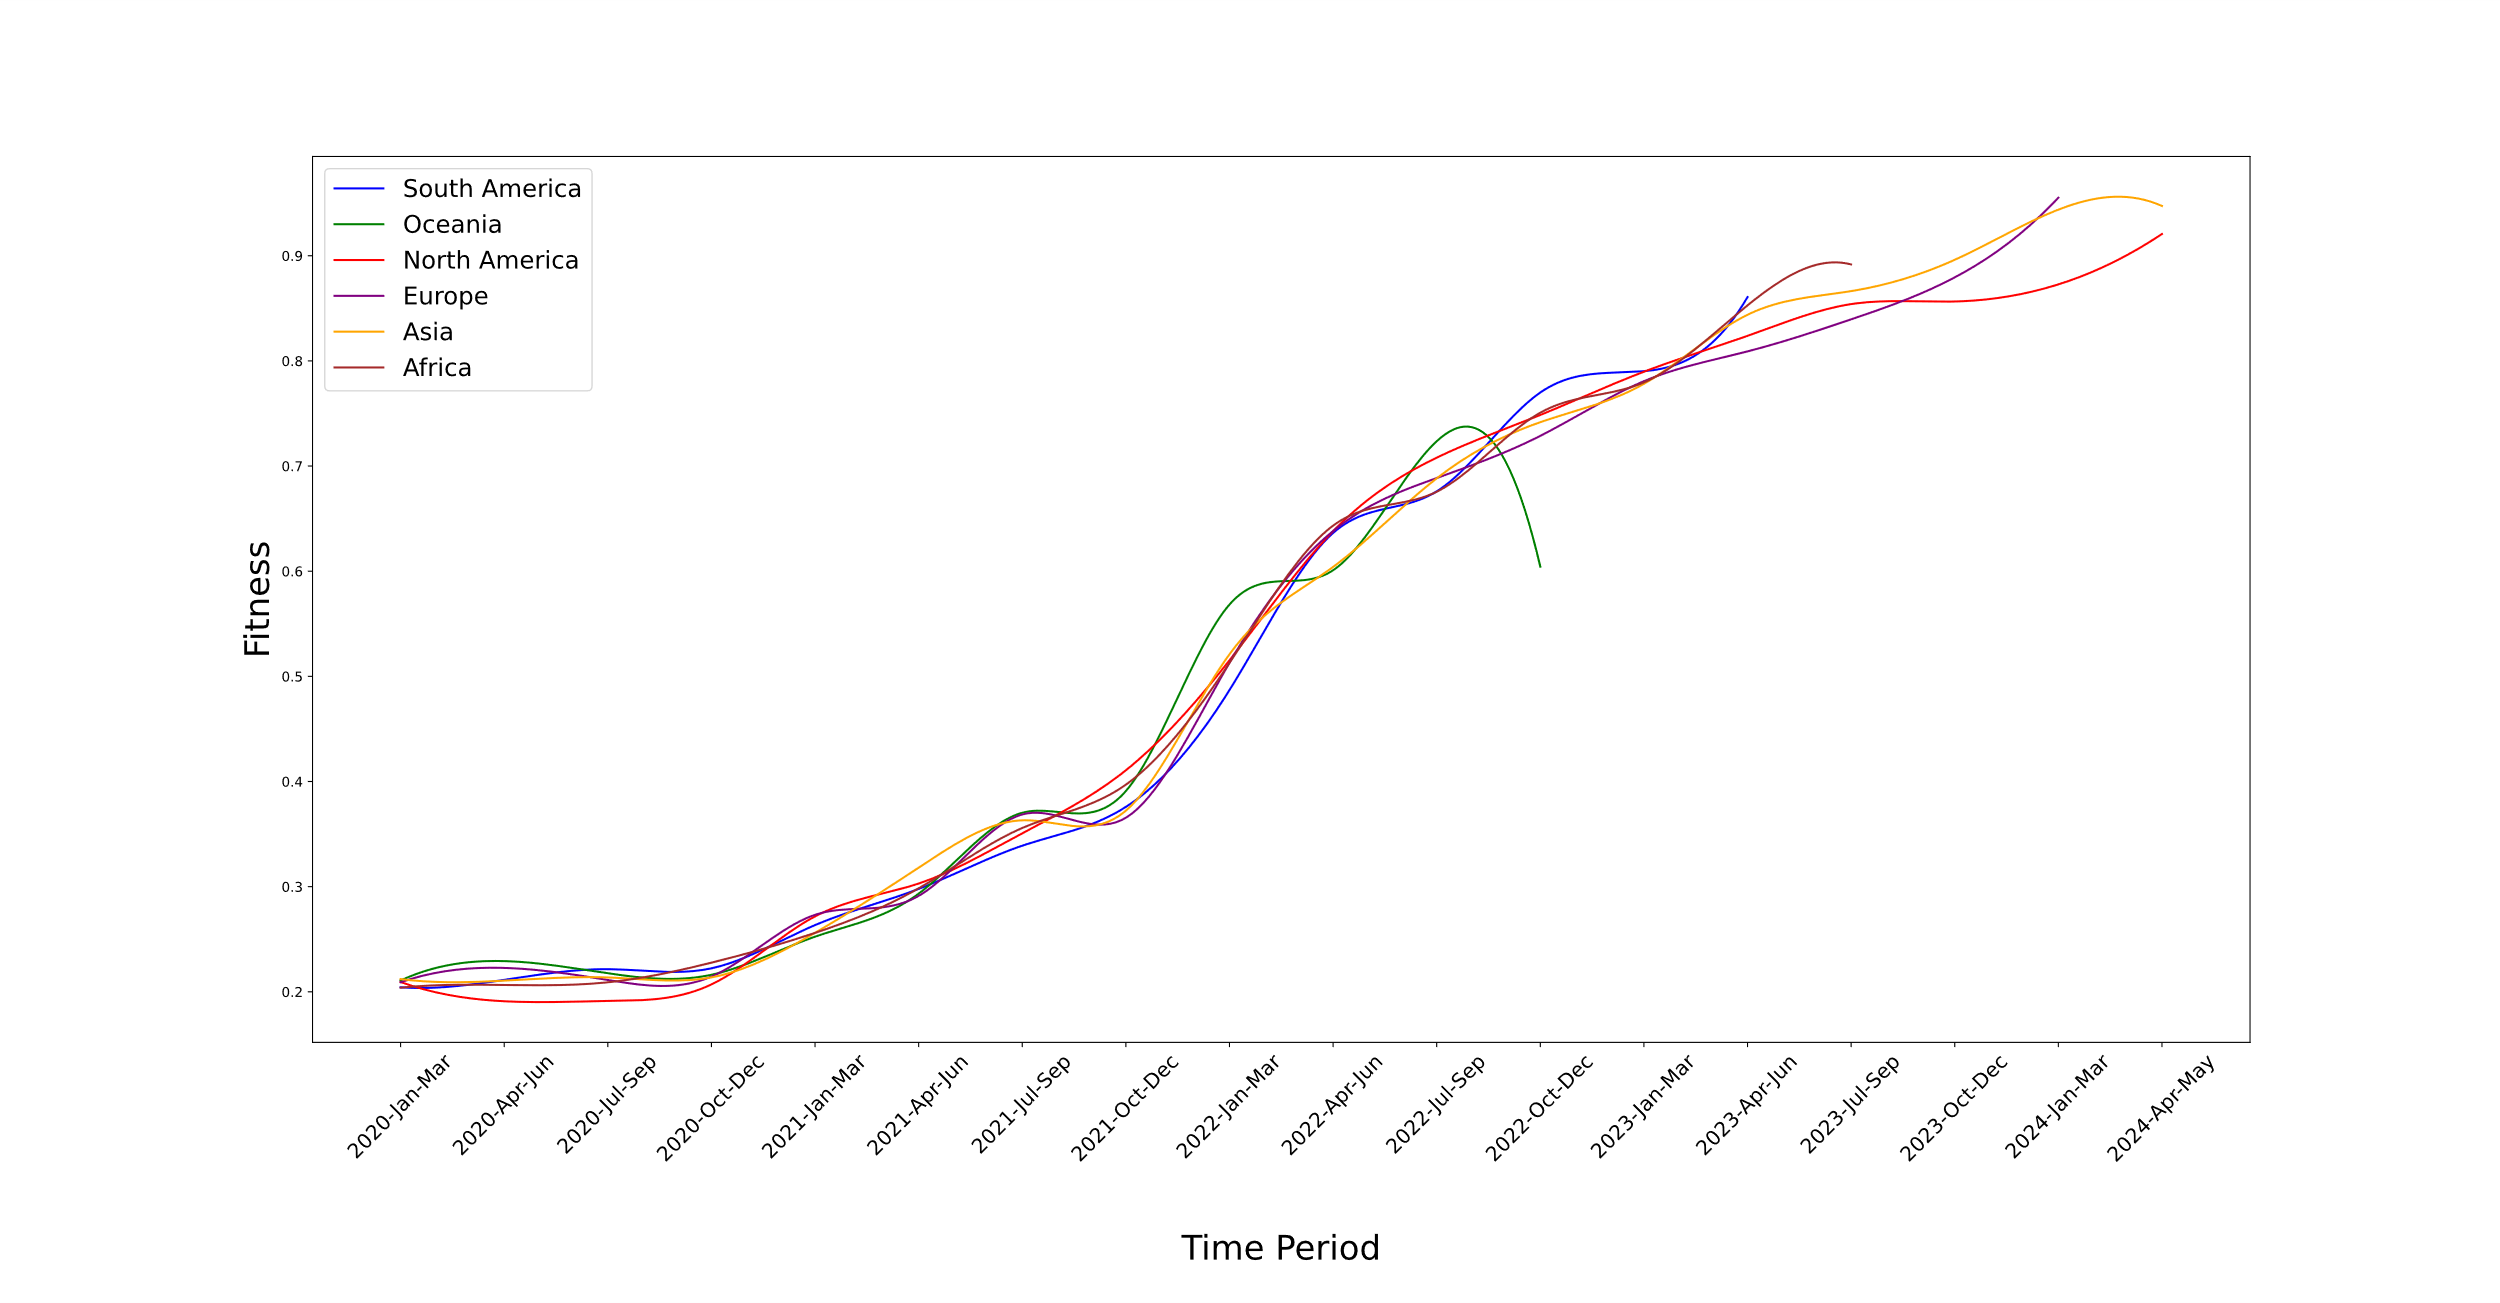 South America
Oceania
North America
Europe
Asia
Africa
0.9
0.8
0.7
0.6
0.5
0.4
0.3
0.2
Fitness
2020-Jan-Mar
2020-Apr-Jun
2020-Jul-Sep
2020-Oct-Dec
2021-Jan-Mar
2021-Apr-Jun
2021-Jul-Sep
2021-Oct-Dec
2022-Jan-Mar
2022-Apr-Jun
2022-Jul-Sep
2022-Oct-Dec
2023-Jan-Mar
2023-Apr-Jun
2023-Jul-Sep
2023-Oct-Dec
2024-Jan-Mar
2024-Apr-May
Time Period